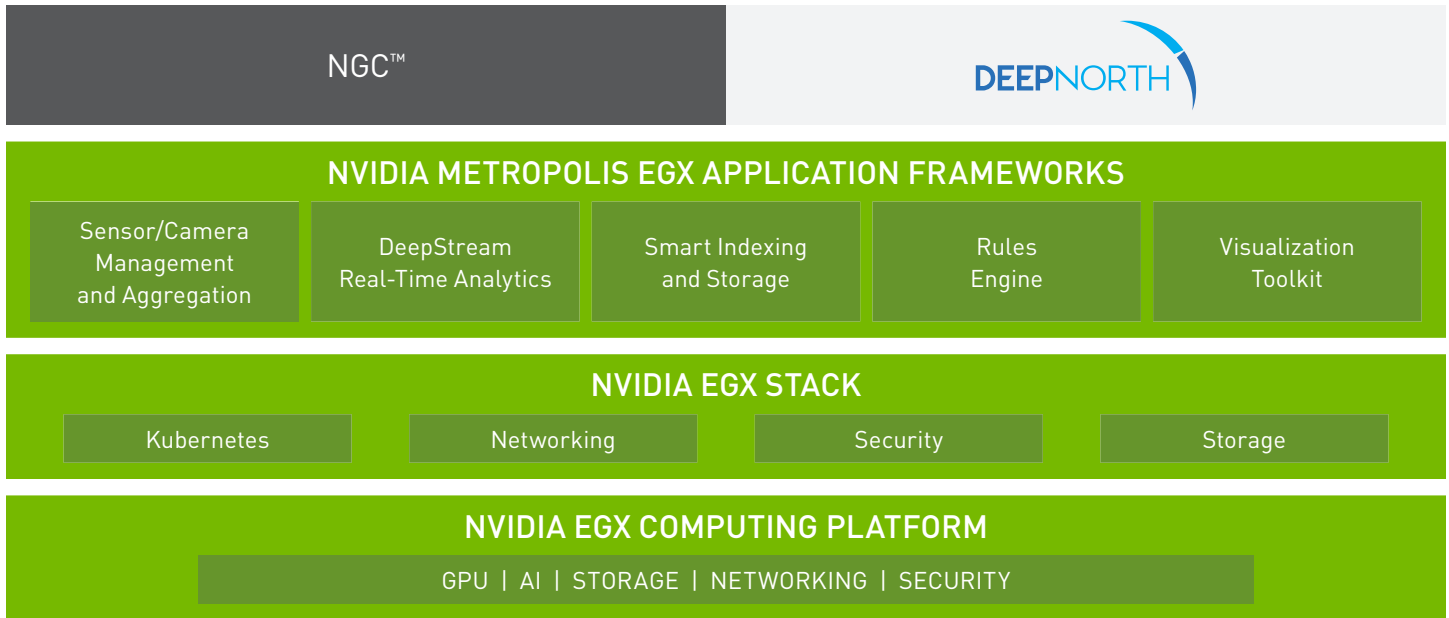 NGC™
DEEPNORTH
NVIDIA METROPOLIS EGX APPLICATION FRAMEWORKS
Sensor/Camera
Management
and Aggregation
DeepStream
Real-Time Analytics
Smart Indexing
and Storage
Rules
Engine
Visualization
Toolkit
NVIDIA EGX STACK
Kubernetes
Networking
Security
Storage
NVIDIA EGX COMPUTING PLATFORM
GPU | AI | STORAGE | NETWORKING | SECURITY